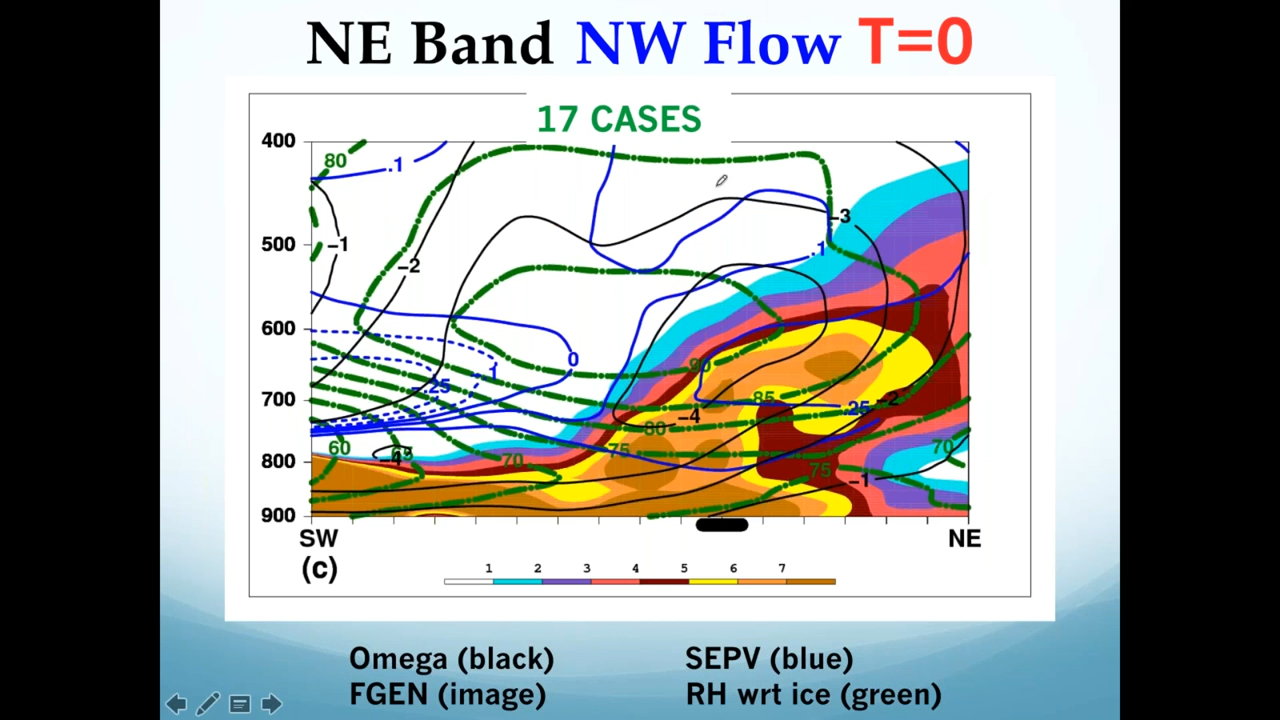 NE Band NW Flow T=0
17 CASES
400
500
600
700
800
900
80
.1
-1
-2
-3
.1
0
.1
.25
90
85
.25
-2
-4
80
75
70
60
65
-4
75
70
-1
SW
NE
(c)
1 2 3 4 5 6 7
Omega (black)
SEPV (blue)
FGEN (image)
RH wrt ice (green)